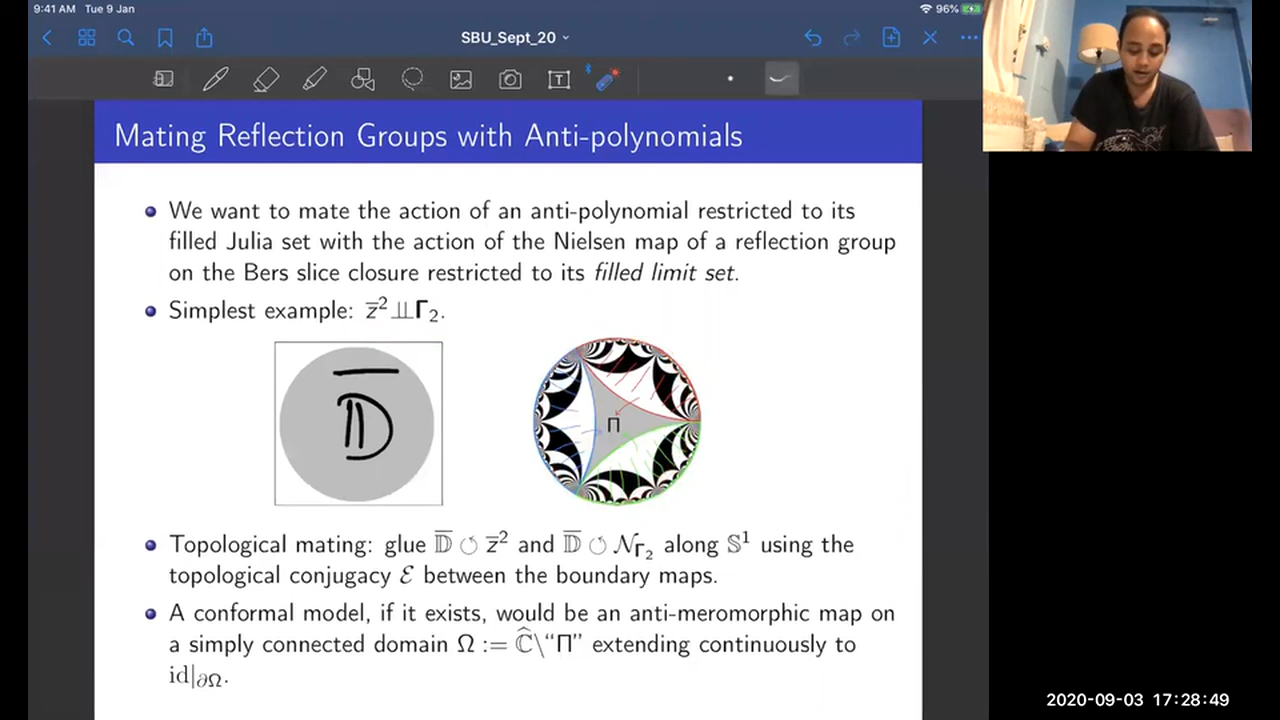 9:41 AM Tue 9 Jan
96%
SBU_Sept_20
T
Mating Reflection Groups with Anti-polynomials
We want to mate the action of an anti-polynomial restricted to its
filled Julia set with the action of the Nielsen map of a reflection group
on the Bers slice closure restricted to its filled limit set.
Simplest example: z̅²⫫Γ₂.
D̅
Π
Topological mating: glue 𝔻̅ ↺ z̅² and 𝔻̅ ↺ 𝒩_Γ₂ along 𝕊¹ using the
topological conjugacy ℰ between the boundary maps.
A conformal model, if it exists, would be an anti-meromorphic map on
a simply connected domain Ω := ℂ̂\“Π” extending continuously to
id|∂Ω.
2020-09-03 17:28:49